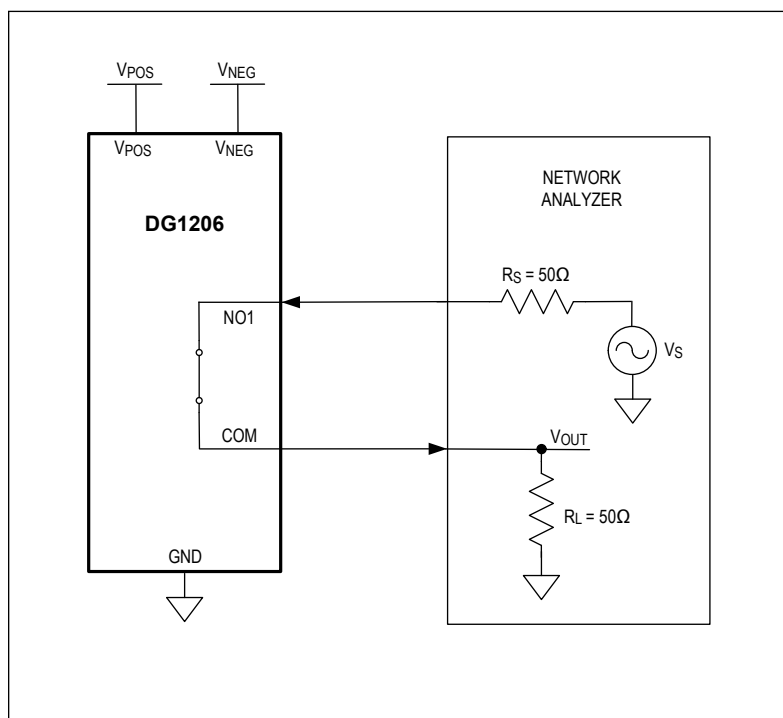 VPOS
VNEG
VPOS
VNEG
DG1206
NO1
COM
GND
NETWORK
ANALYZER
RS = 50Ω
VS
VOUT
RL = 50Ω